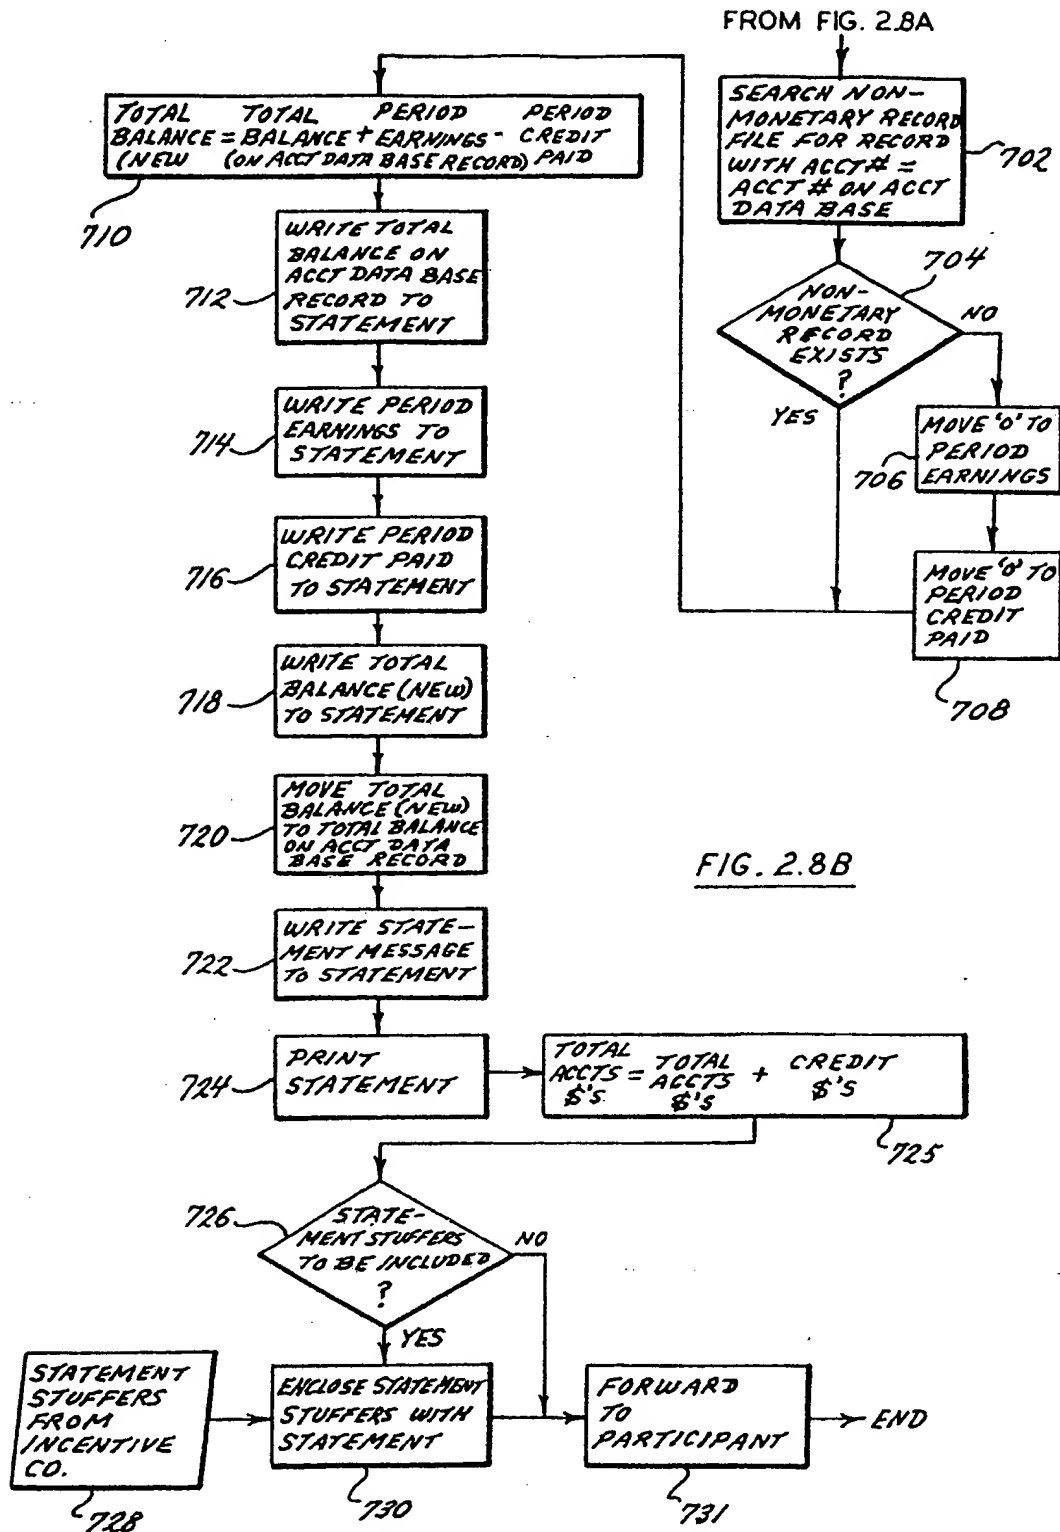 FROM FIG. 2.8A
SEARCH NON-
MONETARY RECORD
FILE FOR RECORD
WITH ACCT # =
ACCT # ON ACCT
DATA BASE
702
NON-
MONETARY
RECORD
EXISTS
?
704
NO
YES
MOVE '0' TO
PERIOD
EARNINGS
706
MOVE '0' TO
PERIOD
CREDIT
PAID
708
TOTAL TOTAL PERIOD PERIOD
BALANCE = BALANCE + EARNINGS - CREDIT
(NEW (ON ACCT DATA BASE RECORD) PAID
710
WRITE TOTAL
BALANCE ON
ACCT DATA BASE
RECORD TO
STATEMENT
712
WRITE PERIOD
EARNINGS TO
STATEMENT
714
WRITE PERIOD
CREDIT PAID
TO STATEMENT
716
WRITE TOTAL
BALANCE (NEW)
TO STATEMENT
718
MOVE TOTAL
BALANCE (NEW)
TO TOTAL BALANCE
ON ACCT DATA
BASE RECORD
720
FIG. 2.8B
WRITE STATE-
MENT MESSAGE
TO STATEMENT
722
PRINT
STATEMENT
724
TOTAL TOTAL CREDIT
ACCTS = ACCTS + $'S
$'S $'S
725
STATE-
MENT STUFFERS
TO BE INCLUDED
?
726
NO
YES
STATEMENT
STUFFERS
FROM
INCENTIVE
CO.
728
ENCLOSE STATEMENT
STUFFERS WITH
STATEMENT
730
FORWARD
TO
PARTICIPANT
731
END